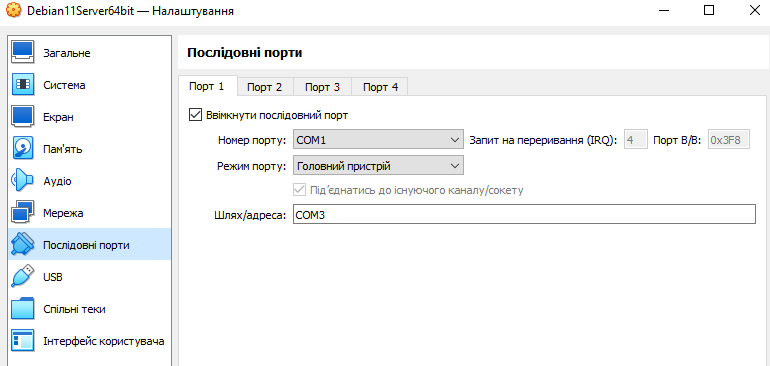 Debian11Server64bit — Налаштування
Загальне
Система
Екран
Пам'ять
Аудіо
Мережа
Послідовні порти
USB
Спільні теки
Інтерфейс користувача
Послідовні порти
Порт 1 Порт 2 Порт 3 Порт 4
Ввімкнути послідовний порт
Номер порту: COM1 Запит на переривання (IRQ): 4 Порт В/В: 0x3F8
Режим порту: Головний пристрій
Під’єднатись до існуючого каналу/сокету
Шлях/адреса: COM3